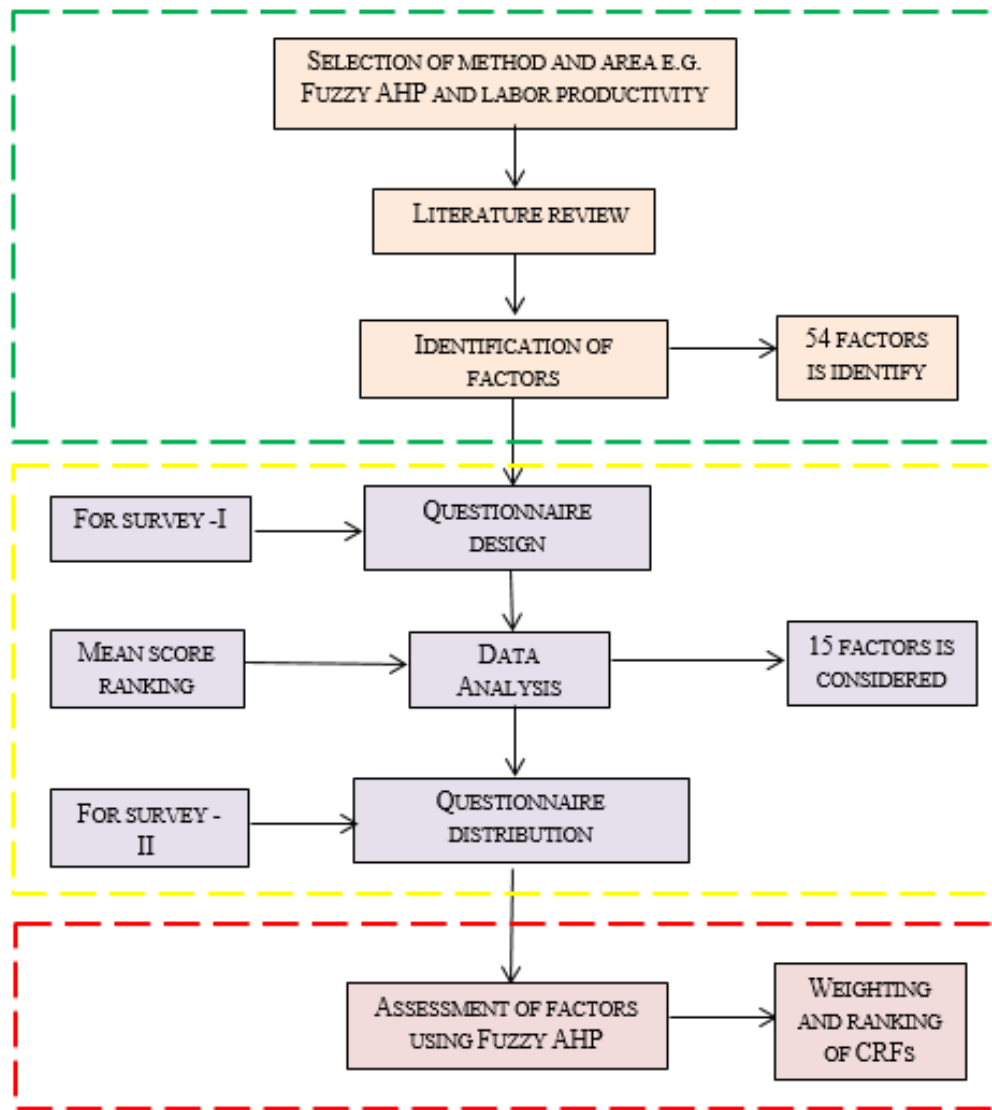 SELECTION OF METHOD AND AREA E.G.
FUZZY AHP AND LABOR PRODUCTIVITY
LITERATURE REVIEW
IDENTIFICATION OF
FACTORS
54 FACTORS
IS IDENTIFY
FOR SURVEY -I
QUESTIONNAIRE
DESIGN
MEAN SCORE
RANKING
DATA
ANALYSIS
15 FACTORS IS
CONSIDERED
FOR SURVEY -
II
QUESTIONNAIRE
DISTRIBUTION
ASSESSMENT OF FACTORS
USING FUZZY AHP
WEIGHTING
AND RANKING
OF CRFS